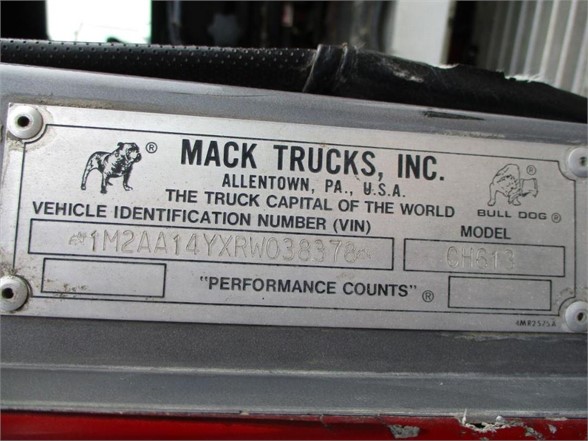 MACK TRUCKS, INC.
ALLENTOWN, PA., U.S.A.
THE TRUCK CAPITAL OF THE WORLD
® BULL DOG®
VEHICLE IDENTIFICATION NUMBER (VIN) MODEL
*1M2AA14YXRW038378* CH613
"PERFORMANCE COUNTS"®